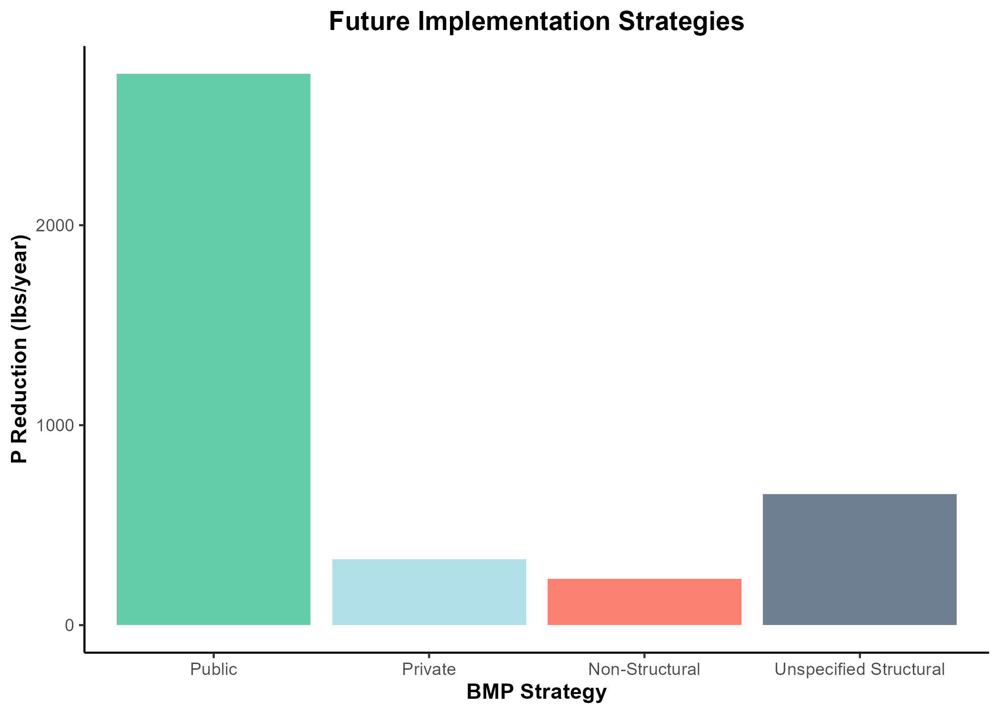 Future Implementation Strategies
P Reduction (lbs/year)
2000
1000
0
Public
Private
Non-Structural
Unspecified Structural
BMP Strategy